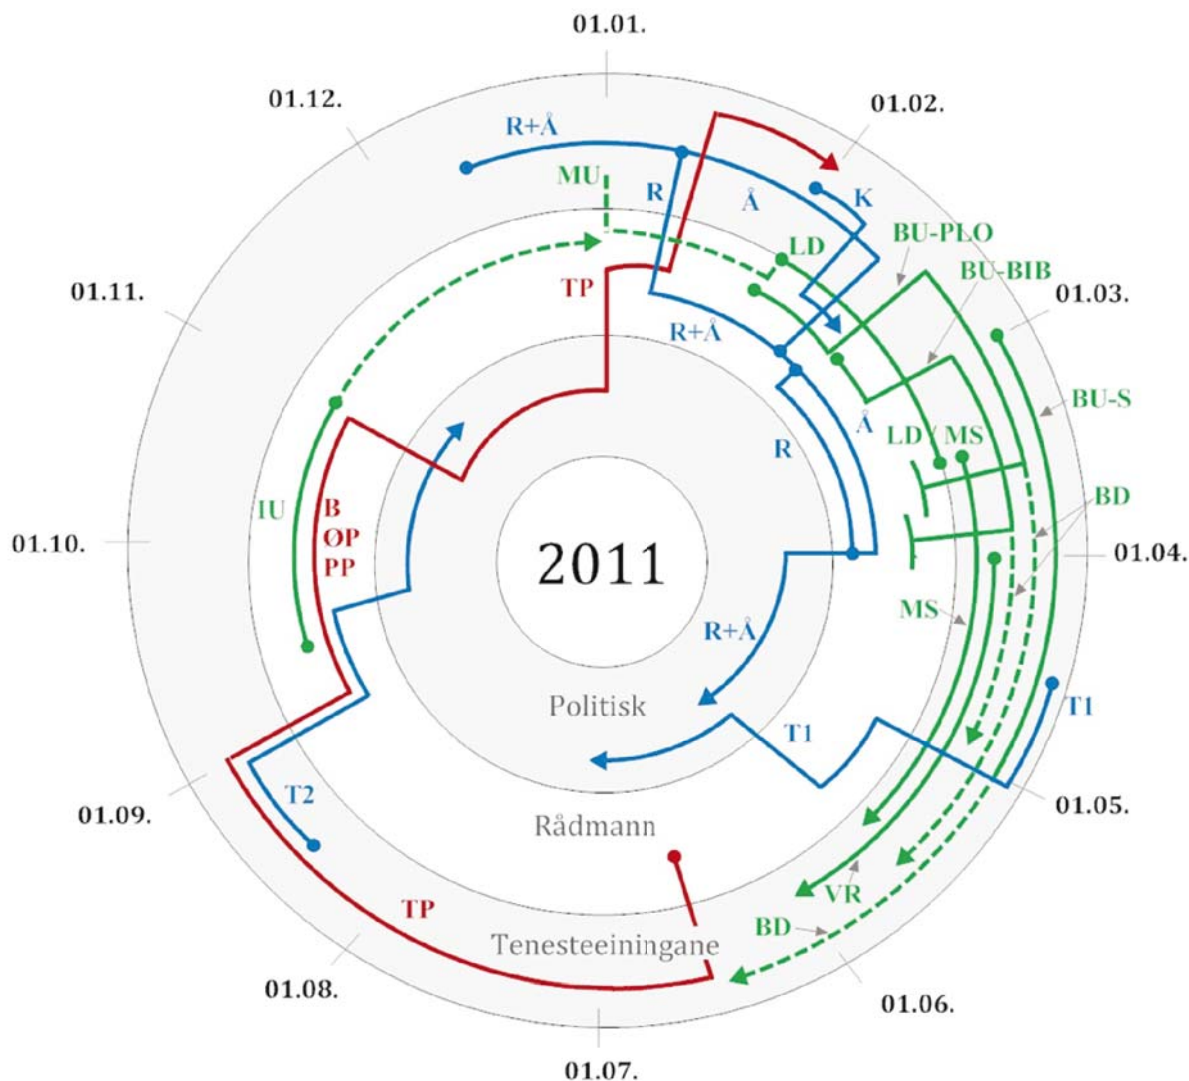 01.01.
01.12.
01.02.
R+Å
MU
R
Å
K
LD
BU-PLO
BU-BIB
01.11.
01.03.
TP
R+Å
BU-S
Å
LD / MS
R
IU
B
ØP
PP
BD
01.10.
2011
01.04.
MS
R+Å
Politisk
T1
T1
T2
01.09.
01.05.
Rådmann
VR
TP
BD
Tenesteeiningane
01.08.
01.06.
01.07.